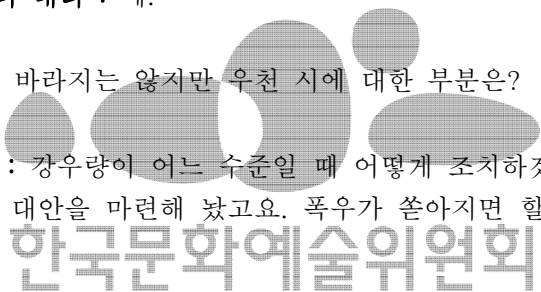 바라지는 않지만 우천 시에 대한 부분은?
: 강우량이 어느 수준일 때 어떻게 조치하
대안을 마련해 놨고요. 폭우가 쏟아지면 할
한국문화예술위원회